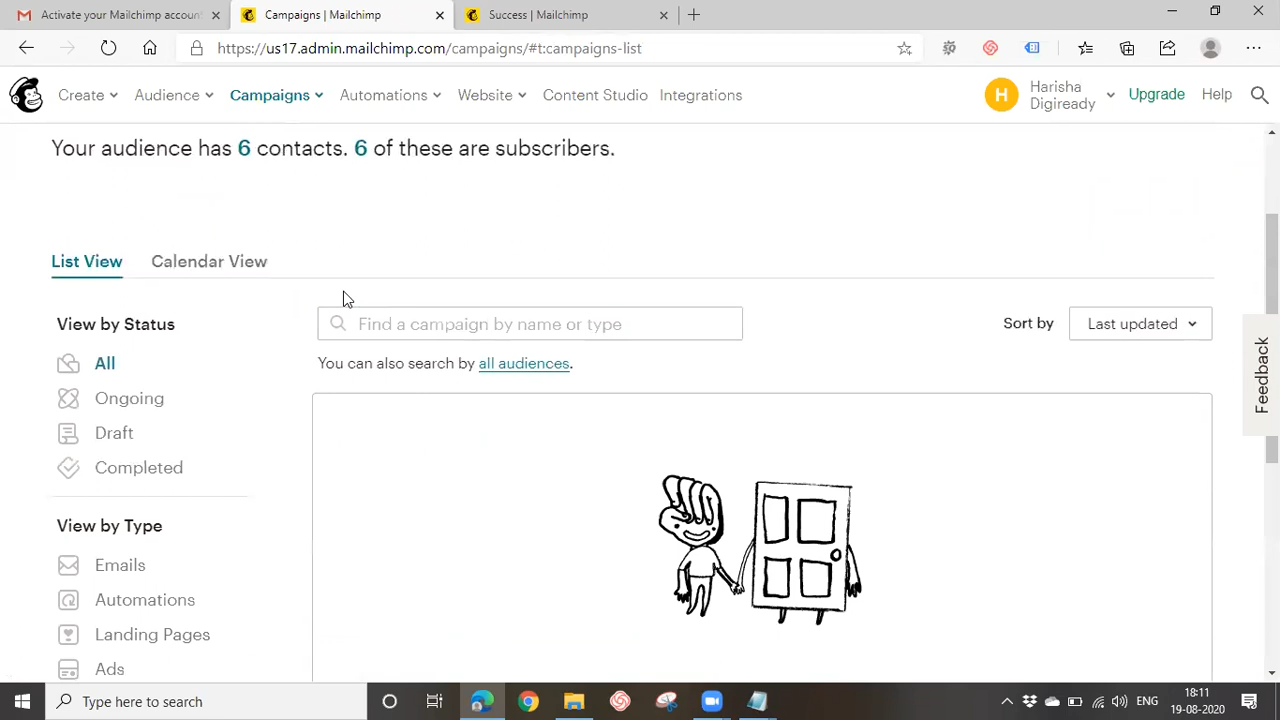 Activate your Mailchimp accoun
Campaigns | Mailchimp
Success | Mailchimp
https://us17.admin.mailchimp.com/campaigns/#t:campaigns-list
Create
Audience
Campaigns
Automations
Website
Content Studio
Integrations
H
Harisha
Digiready
Upgrade
Help
Your audience has 6 contacts. 6 of these are subscribers.
List View
Calendar View
View by Status
Find a campaign by name or type
Sort by
Last updated
All
You can also search by all audiences.
Ongoing
Draft
Completed
View by Type
Emails
Automations
Landing Pages
Ads
Feedback
Type here to search
ENG
18:11
19-08-2020